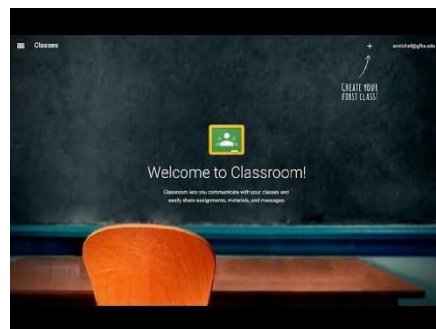 Classes
+
CREATE YOUR
FIRST CLASS!
Welcome to Classroom!
Classroom lets you communicate with your classes and
easily share assignments, materials, and messages.